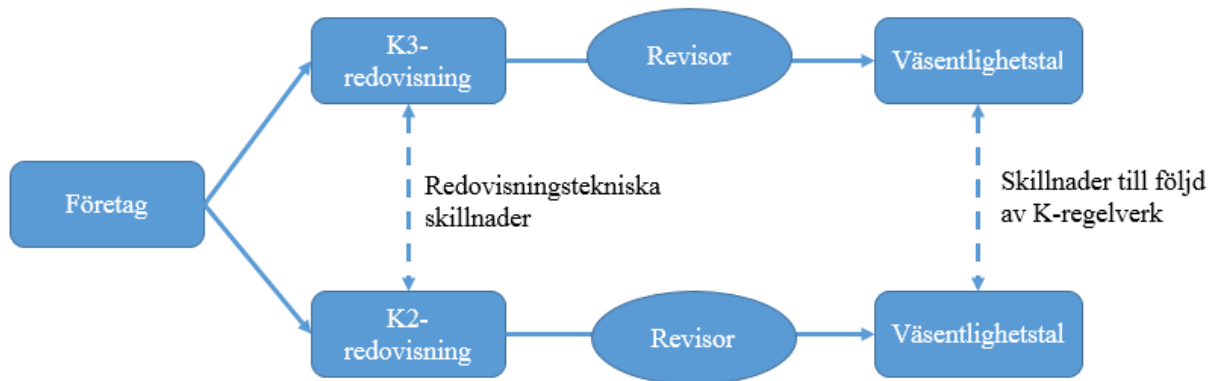 K3-
redovisning
Revisor
Väsentlighetstal
Företag
Redovisningstekniska
skillnader
Skillnader till följd
av K-regelverk
K2-
redovisning
Revisor
Väsentlighetstal